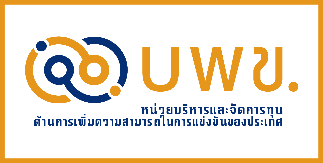 บพข.
หน่วยบริหารและจัดการทุน
ด้านการเพิ่มความสามารถในการแข่งขันของประเทศ